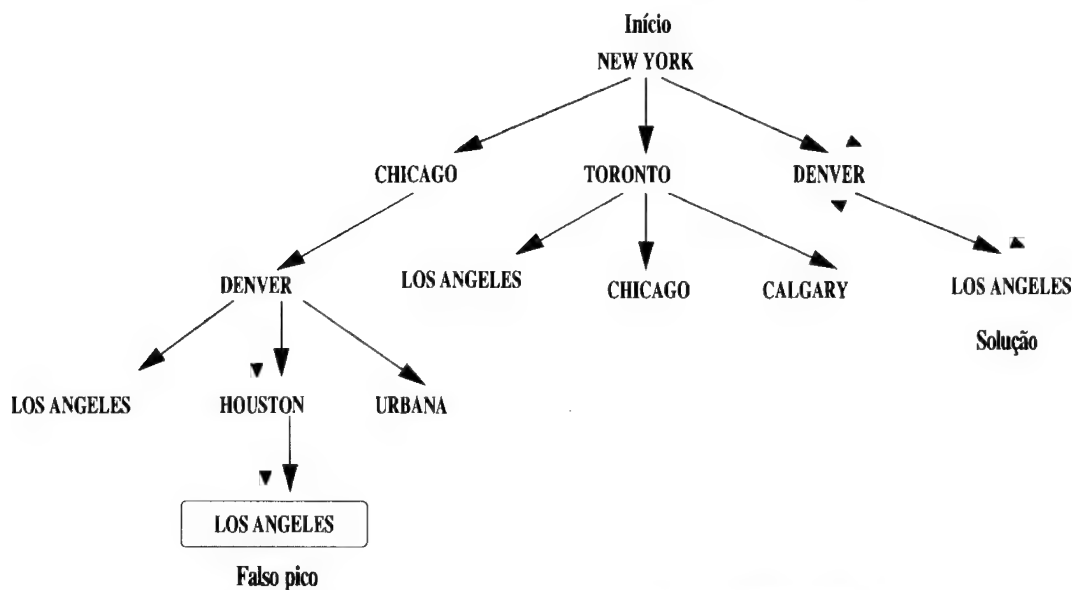 Início
NEW YORK
CHICAGO TORONTO DENVER
DENVER LOS ANGELES CHICAGO CALGARY LOS ANGELES
Solução
LOS ANGELES HOUSTON URBANA
LOS ANGELES
Falso pico